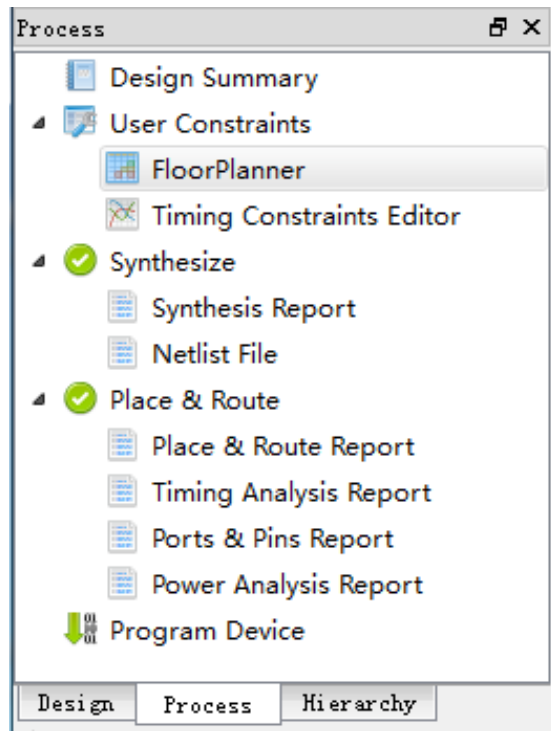 Process
Design Summary
User Constraints
FloorPlanner
Timing Constraints Editor
Synthesize
Synthesis Report
Netlist File
Place & Route
Place & Route Report
Timing Analysis Report
Ports & Pins Report
Power Analysis Report
Program Device
Design Process Hierarchy